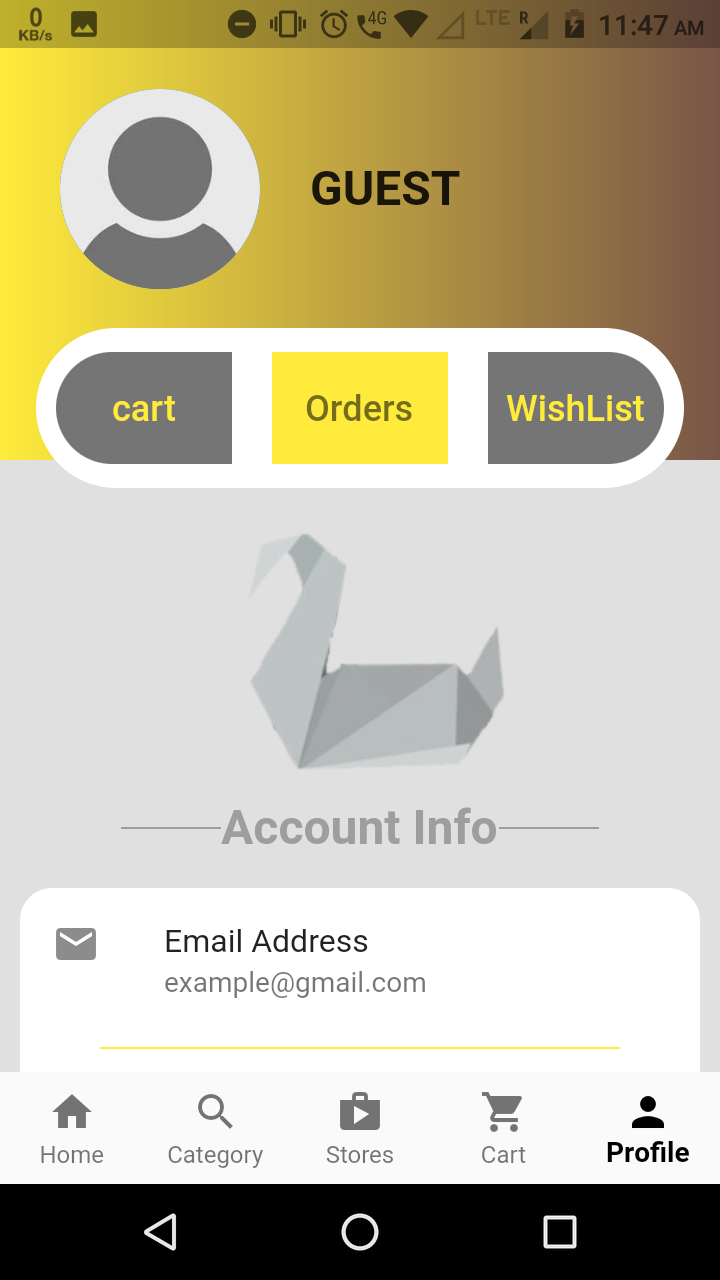 0
KB/s
4G
LTE
R
11:47 AM
GUEST
cart
Orders
WishList
Account Info
Email Address
example@gmail.com
Home
Category
Stores
Cart
Profile